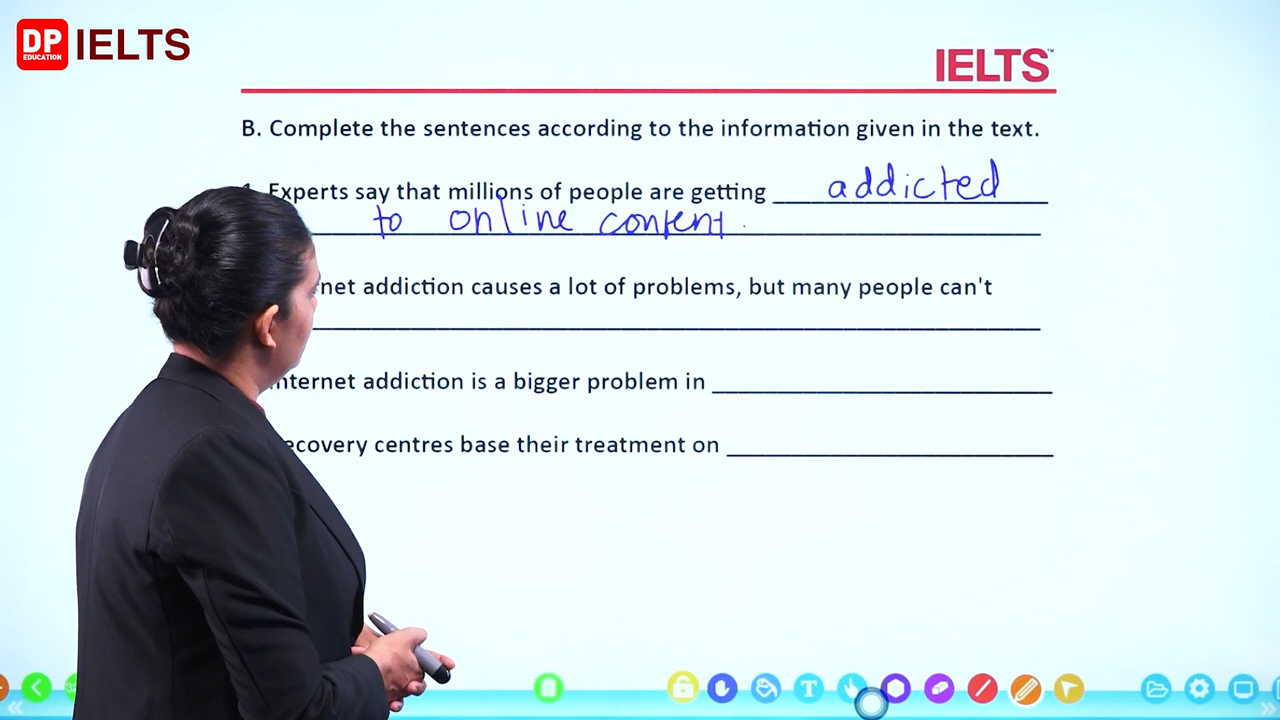 DP
EDUCATION
IELTS
IELTS™
B. Complete the sentences according to the information given in the text.
Experts say that millions of people are getting addicted
to online content.
addiction causes a lot of problems, but many people can't
nternet addiction is a bigger problem in
ecovery centres base their treatment on
T